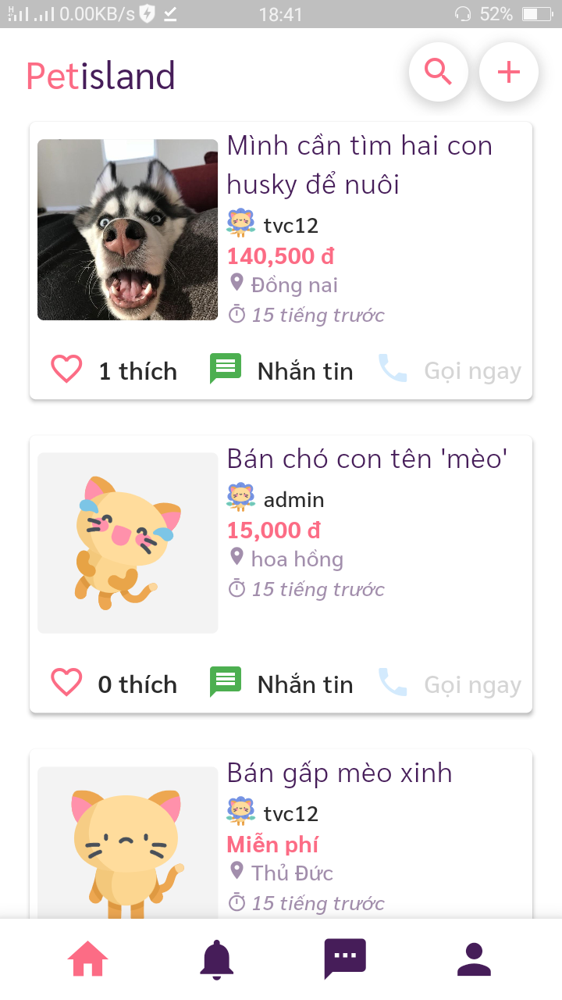 0.00KB/s 18:41 52%
Petisland
Mình cần tìm hai con
husky để nuôi
tvc12
140,500 đ
Đồng nai
15 tiếng trước
1 thích Nhắn tin Gọi ngay
Bán chó con tên 'mèo'
admin
15,000 đ
hoa hồng
15 tiếng trước
0 thích Nhắn tin Gọi ngay
Bán gấp mèo xinh
tvc12
Miễn phí
Thủ Đức
15 tiếng trước